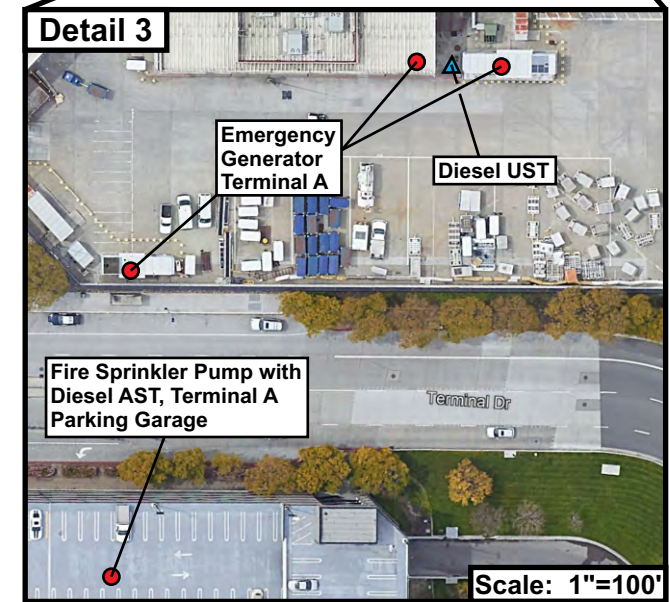 Detail 3
Emergency
Generator
Terminal A
Diesel UST
Fire Sprinkler Pump with
Diesel AST, Terminal A
Parking Garage
Terminal Dr
Scale:  1"=100'